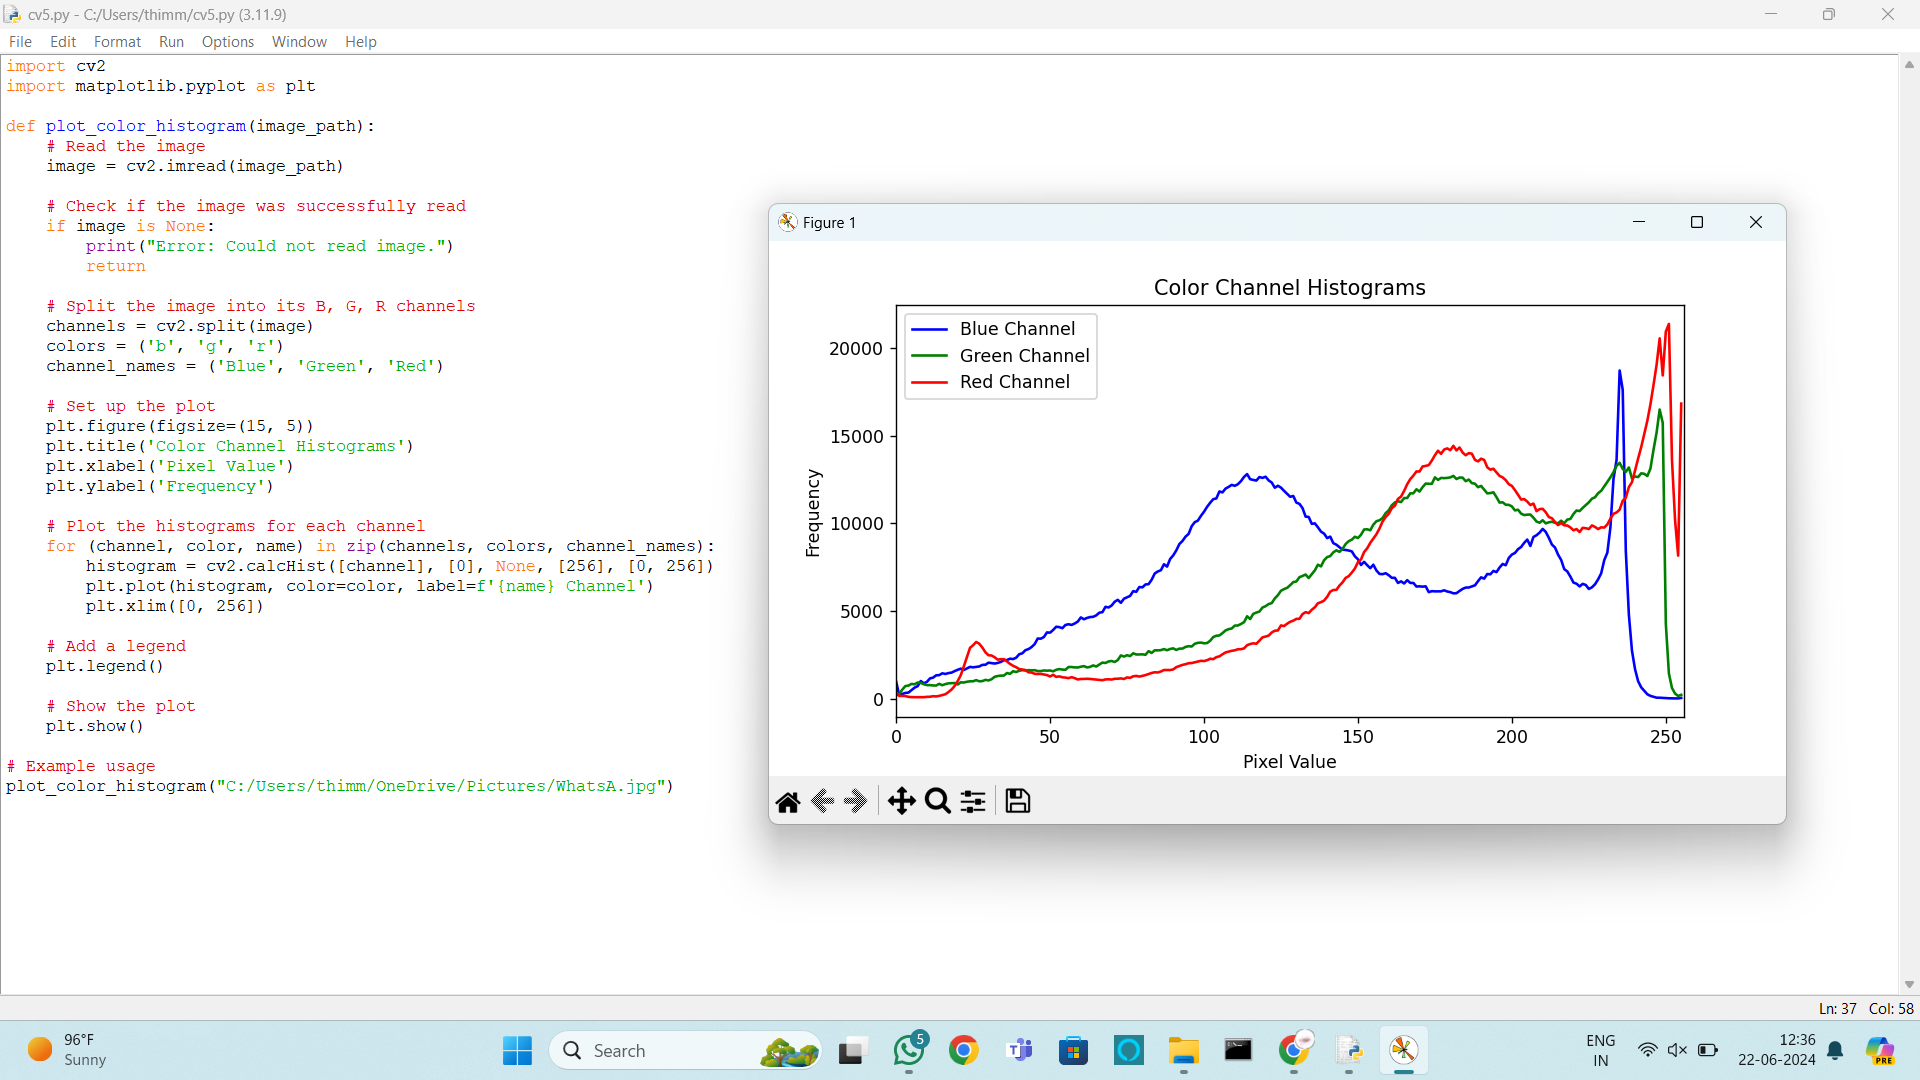 cv5.py - C:/Users/thimm/cv5.py (3.11.9)
File Edit Format Run Options Window Help
import cv2
import matplotlib.pyplot as plt
def plot_color_histogram(image_path):
    # Read the image
    image = cv2.imread(image_path)
    # Check if the image was successfully read
    if image is None:
        print("Error: Could not read image.")
        return
    # Split the image into its B, G, R channels
    channels = cv2.split(image)
    colors = ('b', 'g', 'r')
    channel_names = ('Blue', 'Green', 'Red')
    # Set up the plot
    plt.figure(figsize=(15, 5))
    plt.title('Color Channel Histograms')
    plt.xlabel('Pixel Value')
    plt.ylabel('Frequency')
    # Plot the histograms for each channel
    for (channel, color, name) in zip(channels, colors, channel_names):
        histogram = cv2.calcHist([channel], [0], None, [256], [0, 256])
        plt.plot(histogram, color=color, label=f'{name} Channel')
        plt.xlim([0, 256])
    # Add a legend
    plt.legend()
    # Show the plot
    plt.show()
# Example usage
plot_color_histogram("C:/Users/thimm/OneDrive/Pictures/WhatsA.jpg")
Figure 1
Color Channel Histograms
Blue Channel
Green Channel
Red Channel
20000
15000
10000
5000
0
Frequency
0 50 100 150 200 250
Pixel Value
Ln: 37 Col: 58
96°F
Sunny
Search
5
ENG
IN
12:36
22-06-2024
PRE